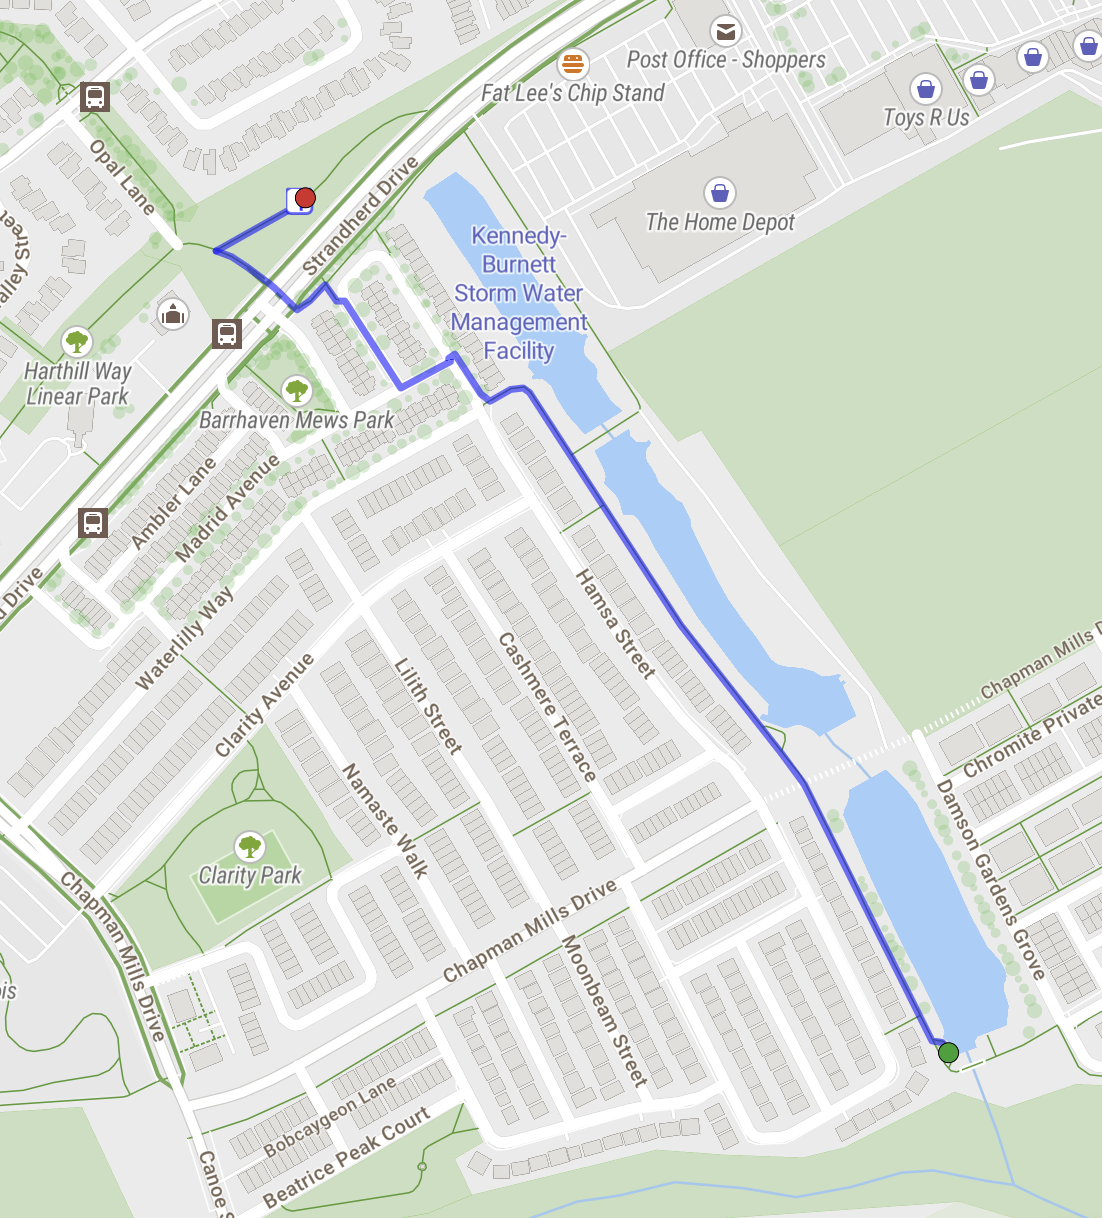 Post Office - Shoppers
Fat Lee's Chip Stand
Toys R Us
Opal Lane
Strandherd Drive
The Home Depot
alley Street
Kennedy-
Burnett
Storm Water
Management
Facility
Harthill Way
Linear Park
Barrhaven Mews Park
Ambler Lane
Madrid Avenue
d Drive
Waterlilly Way
Hamsa Street
Clarity Avenue
Lilith Street
Cashmere Terrace
Chapman Mills D
Chromite Private
Namaste Walk
Damson Gardens Grove
Clarity Park
Chapman Mills Drive
Chapman Mills Drive
Moonbeam Street
ois
Bobcaygeon Lane
Beatrice Peak Court
Canoe S